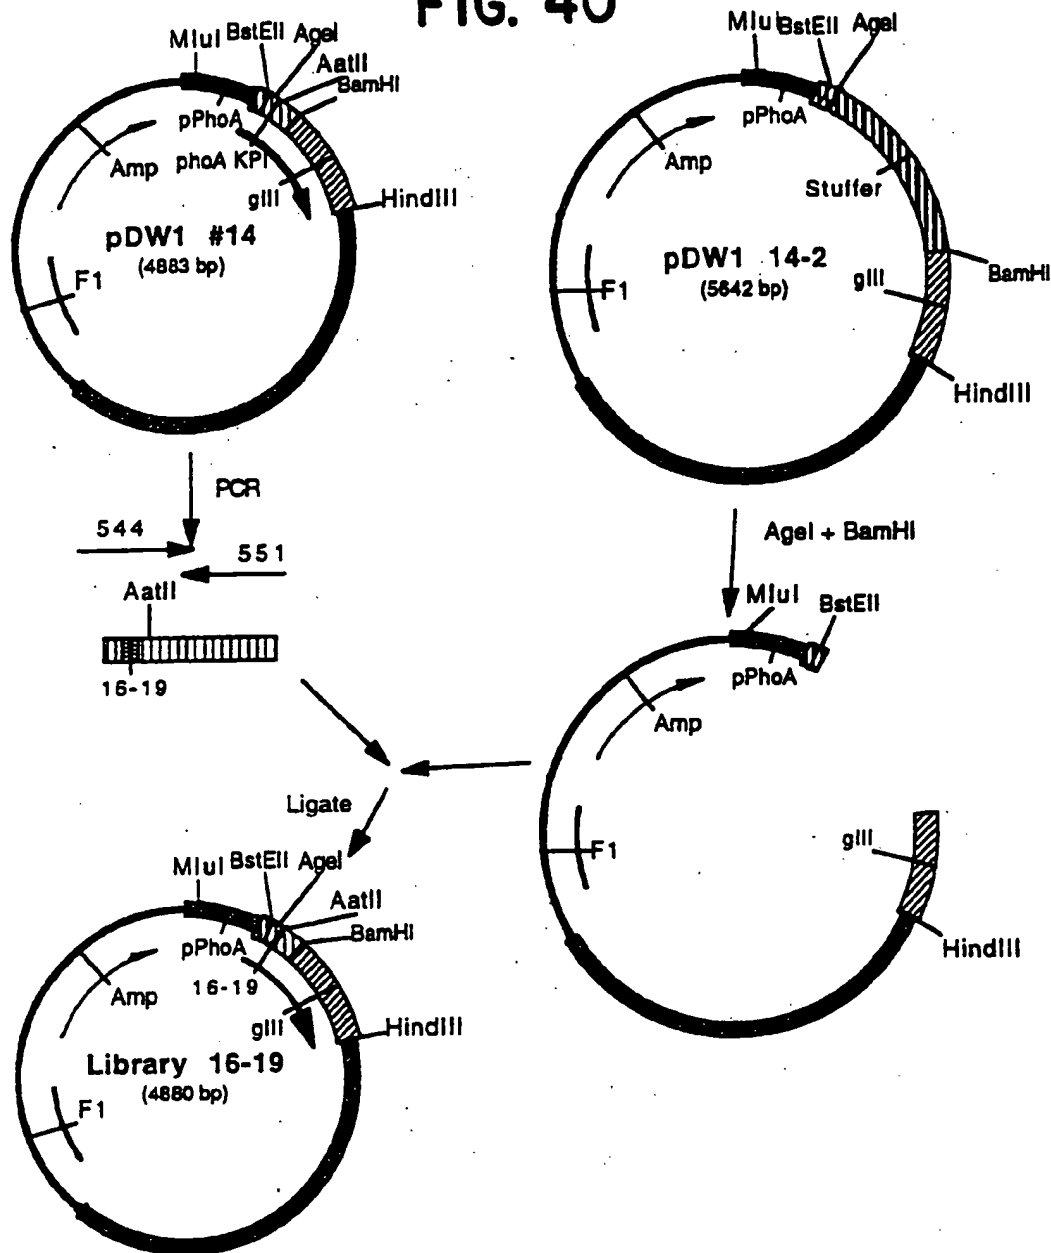 FIG. 40
MluI BstEII AgeI
AatII
BamHI
pPhoA
Amp
phoA KPI
gIII
HindIII
pDW1 #14
(4883 bp)
F1
MluI BstEII AgeI
pPhoA
Amp
Stuffer
pDW1 14-2
(5642 bp)
BamHI
gIII
F1
HindIII
PCR
544
551
AatII
16-19
AgeI + BamHI
MluI
BstEII
pPhoA
Amp
gIII
F1
HindIII
Ligate
MluI BstEII AgeI
AatII
BamHI
pPhoA
16-19
Amp
gIII
HindIII
Library 16-19
(4880 bp)
F1